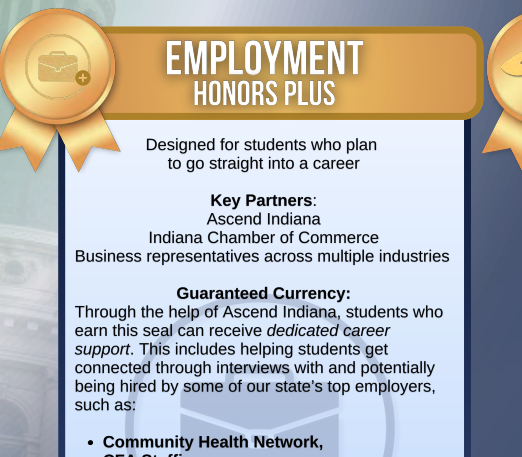 EMPLOYMENT
HONORS PLUS
Designed for students who plan
to go straight into a career
Key Partners:
Ascend Indiana
Indiana Chamber of Commerce
Business representatives across multiple industries
Guaranteed Currency:
Through the help of Ascend Indiana, students who
earn this seal can receive dedicated career
support. This includes helping students get
connected through interviews with and potentially
being hired by some of our state's top employers,
such as:
• Community Health Network,